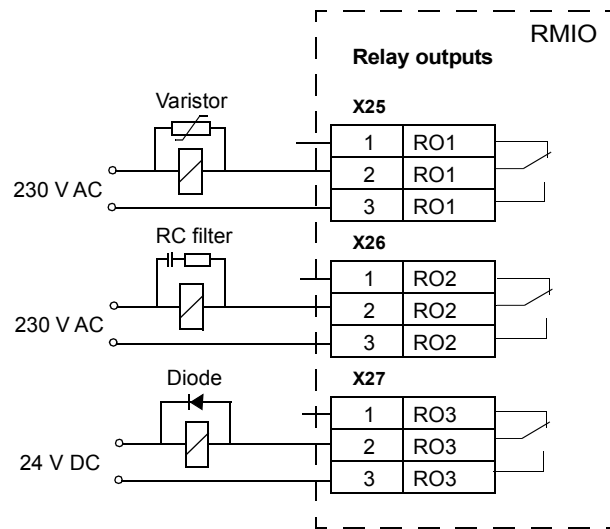 RMIO
Relay outputs
Varistor
X25
1 RO1
230 V AC
2 RO1
3 RO1
RC filter
X26
1 RO2
230 V AC
2 RO2
3 RO2
Diode
X27
1 RO3
24 V DC
2 RO3
3 RO3